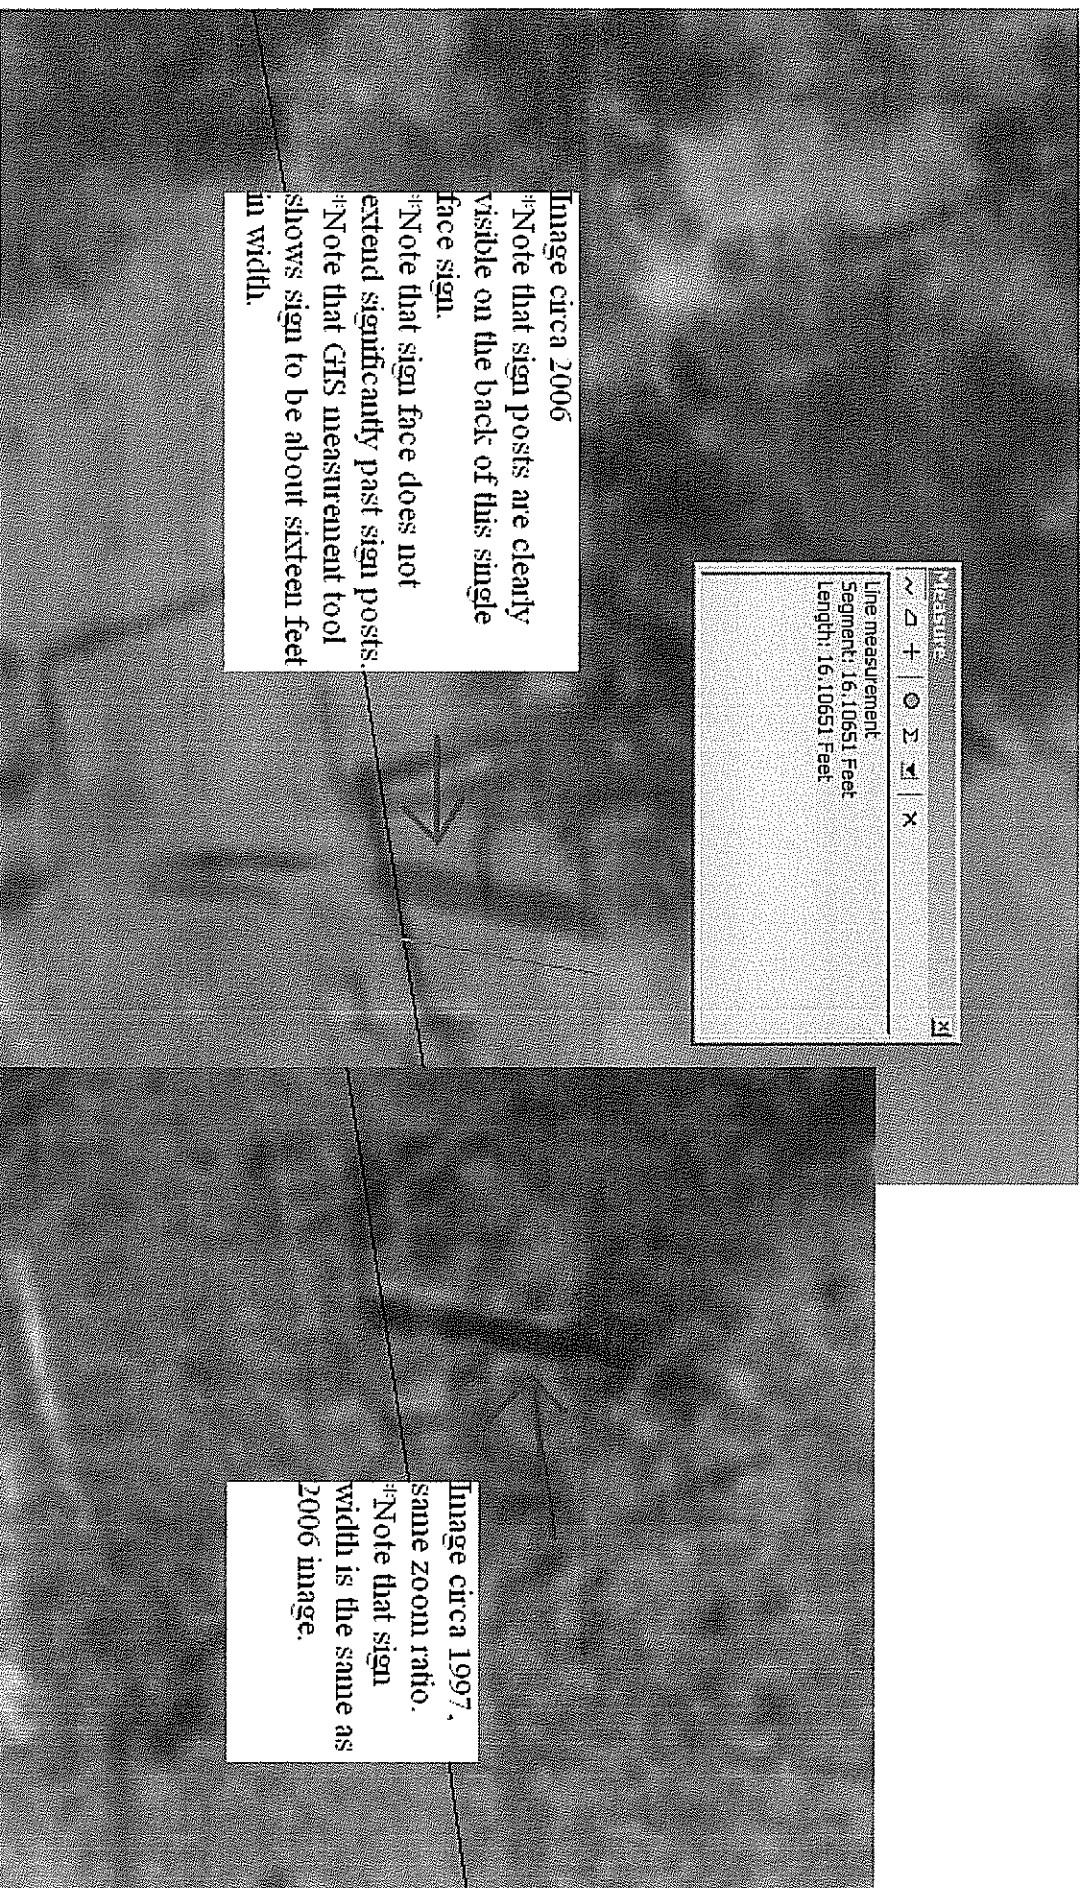 Measure
Line measurement
Segment: 16.10651 Feet
Length: 16.10651 Feet
Image circa 2006
*Note that sign posts are clearly
visible on the back of this single
face sign.
*Note that sign face does not
extend significantly past sign posts.
*Note that GIS measurement tool
shows sign to be about sixteen feet
in width.
Image circa 1997,
same zoom ratio.
*Note that sign
width is the same as
2006 image.